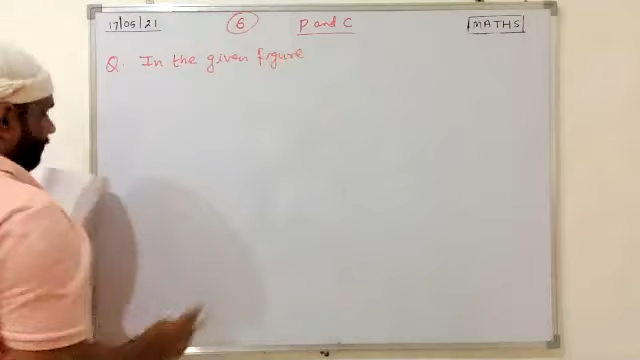 17/05/21 6 P and C MATHS
Q. In the given figure